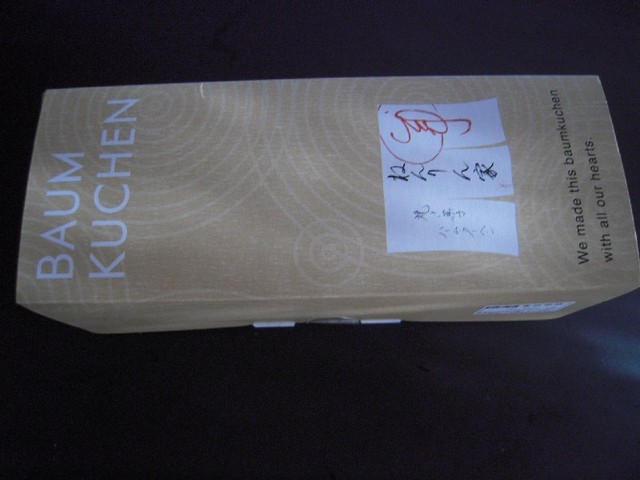 BAUM
KUCHEN
ねんりん家
We made this baumkuchen
with all our hearts.